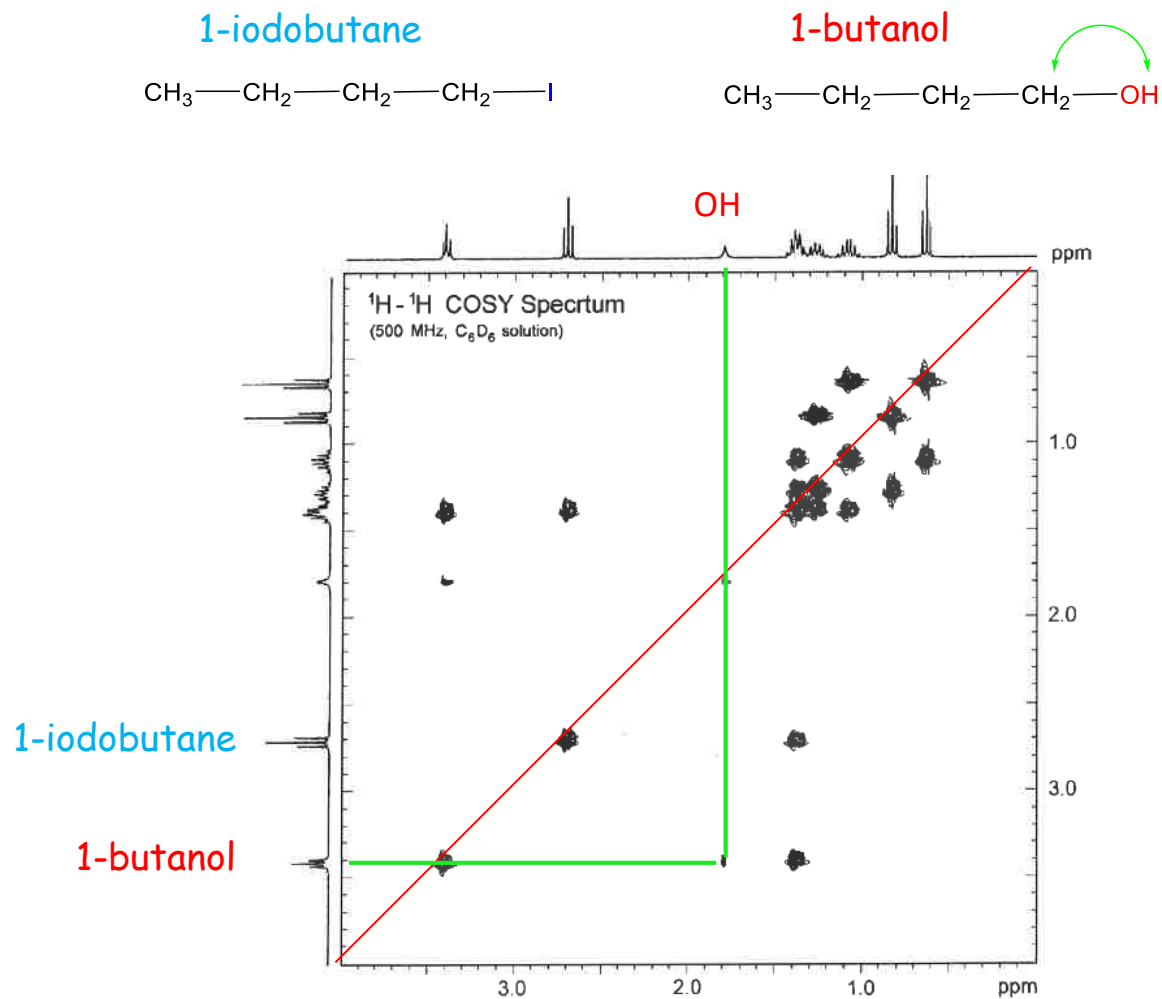 1-iodobutane 1-butanol
CH₃—CH₂—CH₂—CH₂—I CH₃—CH₂—CH₂—CH₂—OH
OH
ppm
¹H-¹H COSY Specrtum
(500 MHz, C₆D₆ solution)
1.0
2.0
1-iodobutane
3.0
1-butanol
3.0 2.0 1.0 ppm